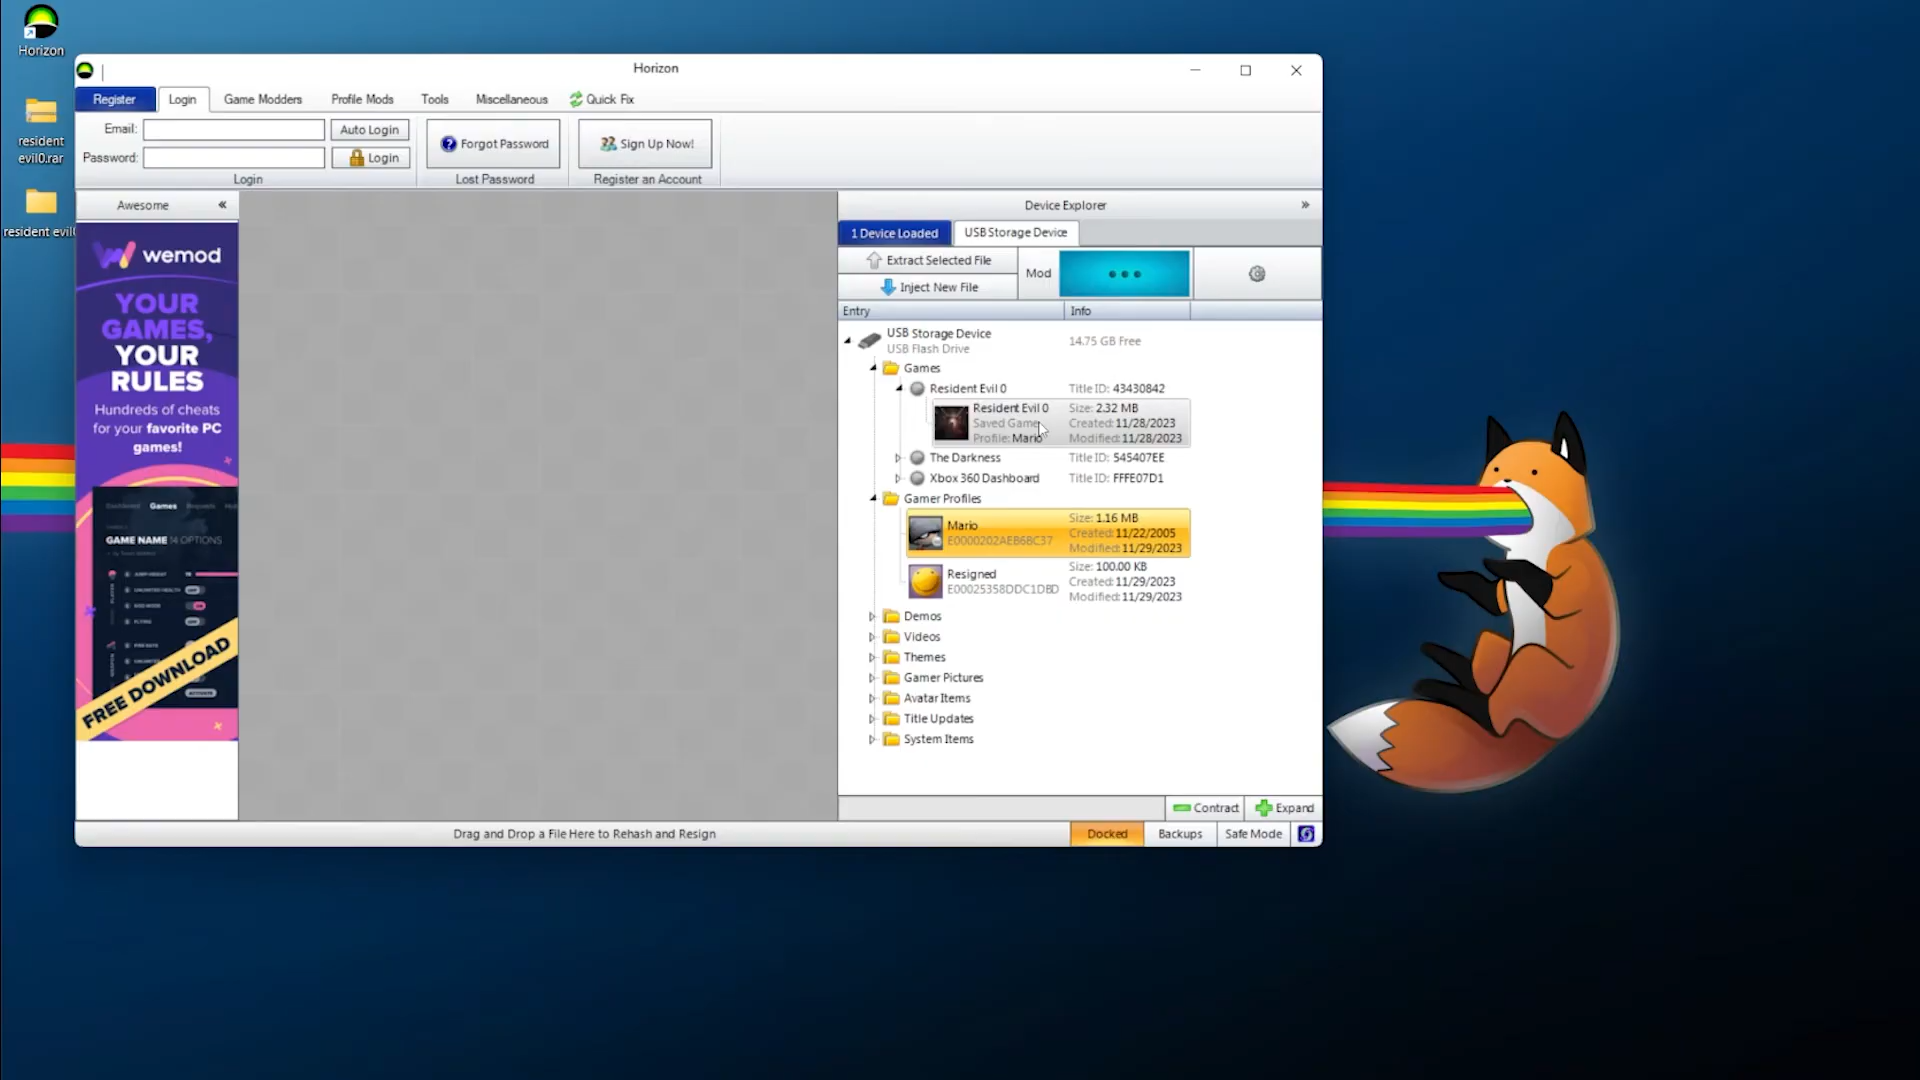 Horizon
resident
evil0.rar
resident evil0
Horizon
Register
Login
Game Modders
Profile Mods
Tools
Miscellaneous
Quick Fix
Email:
Auto Login
Password:
Login
Login
Forgot Password
Lost Password
Sign Up Now!
Register an Account
Awesome
«
wemod
YOUR
GAMES,
YOUR
RULES
Hundreds of cheats
for your favorite PC
games!
Games
GAME NAME 14 OPTIONS
FREE DOWNLOAD
Device Explorer
»
1 Device Loaded
USB Storage Device
Extract Selected File
Inject New File
Mod
Entry
Info
USB Storage Device
USB Flash Drive
14.75 GB Free
Games
Resident Evil 0
Title ID: 43430842
Resident Evil 0
Saved Game
Profile: Mario
Size: 2.32 MB
Created: 11/28/2023
Modified: 11/28/2023
The Darkness
Title ID: 545407EE
Xbox 360 Dashboard
Title ID: FFFE07D1
Gamer Profiles
Mario
E0000202AEB6BC37
Size: 1.16 MB
Created: 11/22/2005
Modified: 11/29/2023
Resigned
E00025358DDC1DBD
Size: 100.00 KB
Created: 11/29/2023
Modified: 11/29/2023
Demos
Videos
Themes
Gamer Pictures
Avatar Items
Title Updates
System Items
Contract
Expand
Drag and Drop a File Here to Rehash and Resign
Docked
Backups
Safe Mode